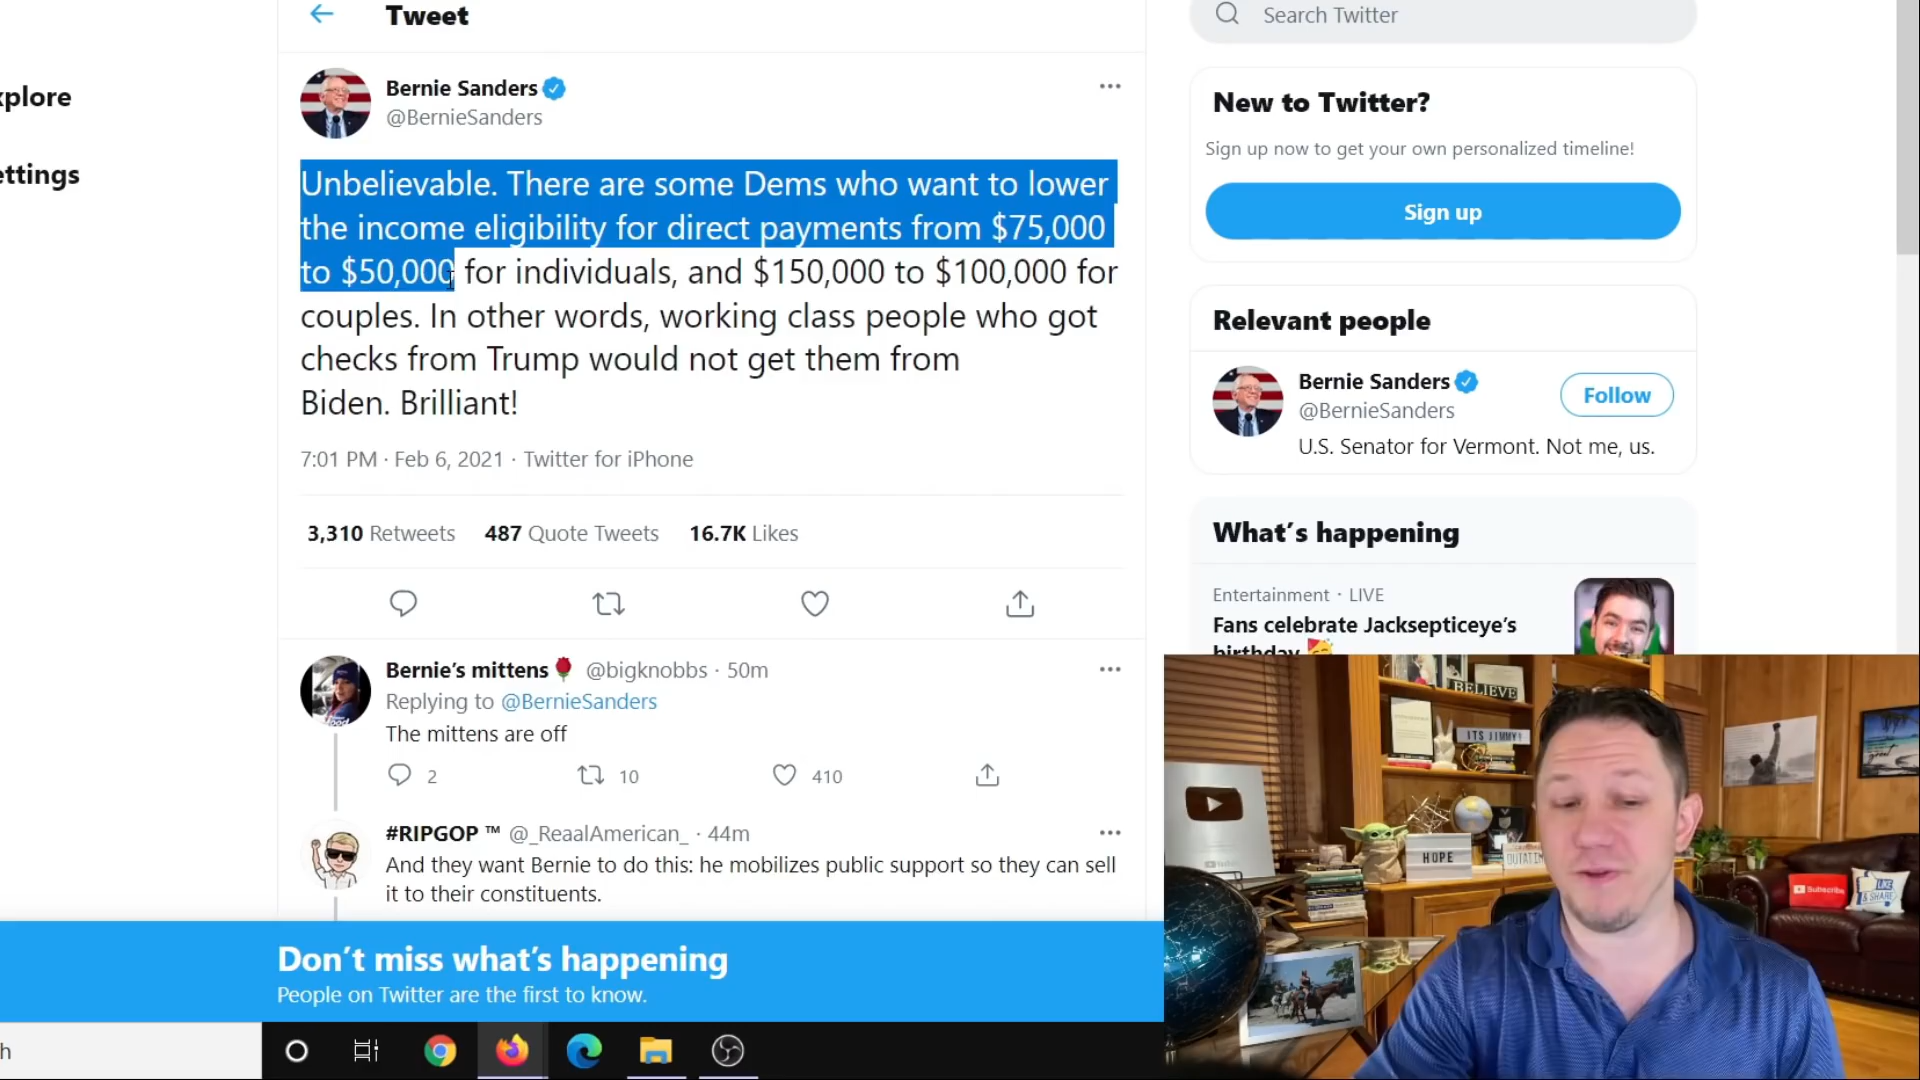 Tweet
Search Twitter
xplore
ettings
Bernie Sanders
@BernieSanders
Unbelievable. There are some Dems who want to lower
the income eligibility for direct payments from $75,000
to $50,000 for individuals, and $150,000 to $100,000 for
couples. In other words, working class people who got
checks from Trump would not get them from
Biden. Brilliant!
7:01 PM · Feb 6, 2021 · Twitter for iPhone
3,310 Retweets 487 Quote Tweets 16.7K Likes
Bernie’s mittens @bigknobbs · 50m
Replying to @BernieSanders
The mittens are off
2 10 410
#RIPGOP ™ @_ReaalAmerican_ · 44m
And they want Bernie to do this: he mobilizes public support so they can sell
it to their constituents.
New to Twitter?
Sign up now to get your own personalized timeline!
Sign up
Relevant people
Bernie Sanders
@BernieSanders
Follow
U.S. Senator for Vermont. Not me, us.
What’s happening
Entertainment · LIVE
Fans celebrate Jacksepticeye’s
birthday
BELIEVE
ITS JIMMY!
HOPE
Subscribe
LIKE
& SHARE
Don’t miss what’s happening
People on Twitter are the first to know.
h